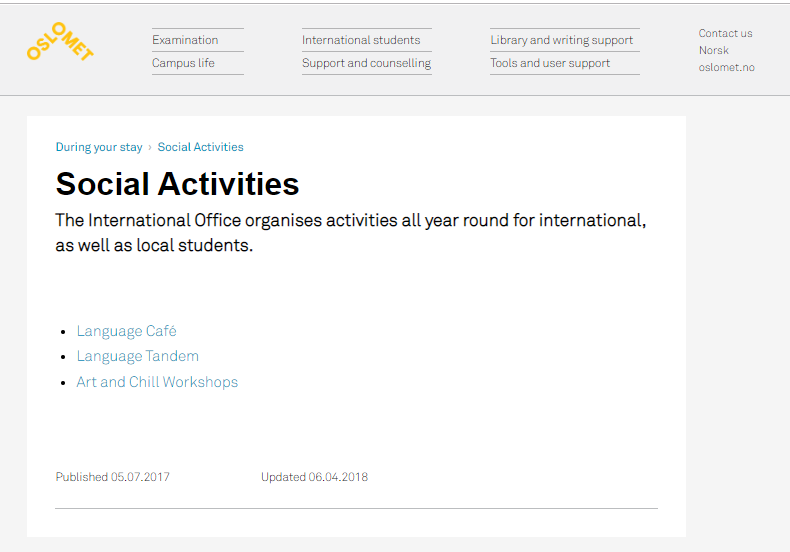 OSLOMET
Examination
Campus life
International students
Support and counselling
Library and writing support
Tools and user support
Contact us
Norsk
oslomet.no
During your stay › Social Activities
Social Activities
The International Office organises activities all year round for international,
as well as local students.
• Language Café
• Language Tandem
• Art and Chill Workshops
Published 05.07.2017 Updated 06.04.2018